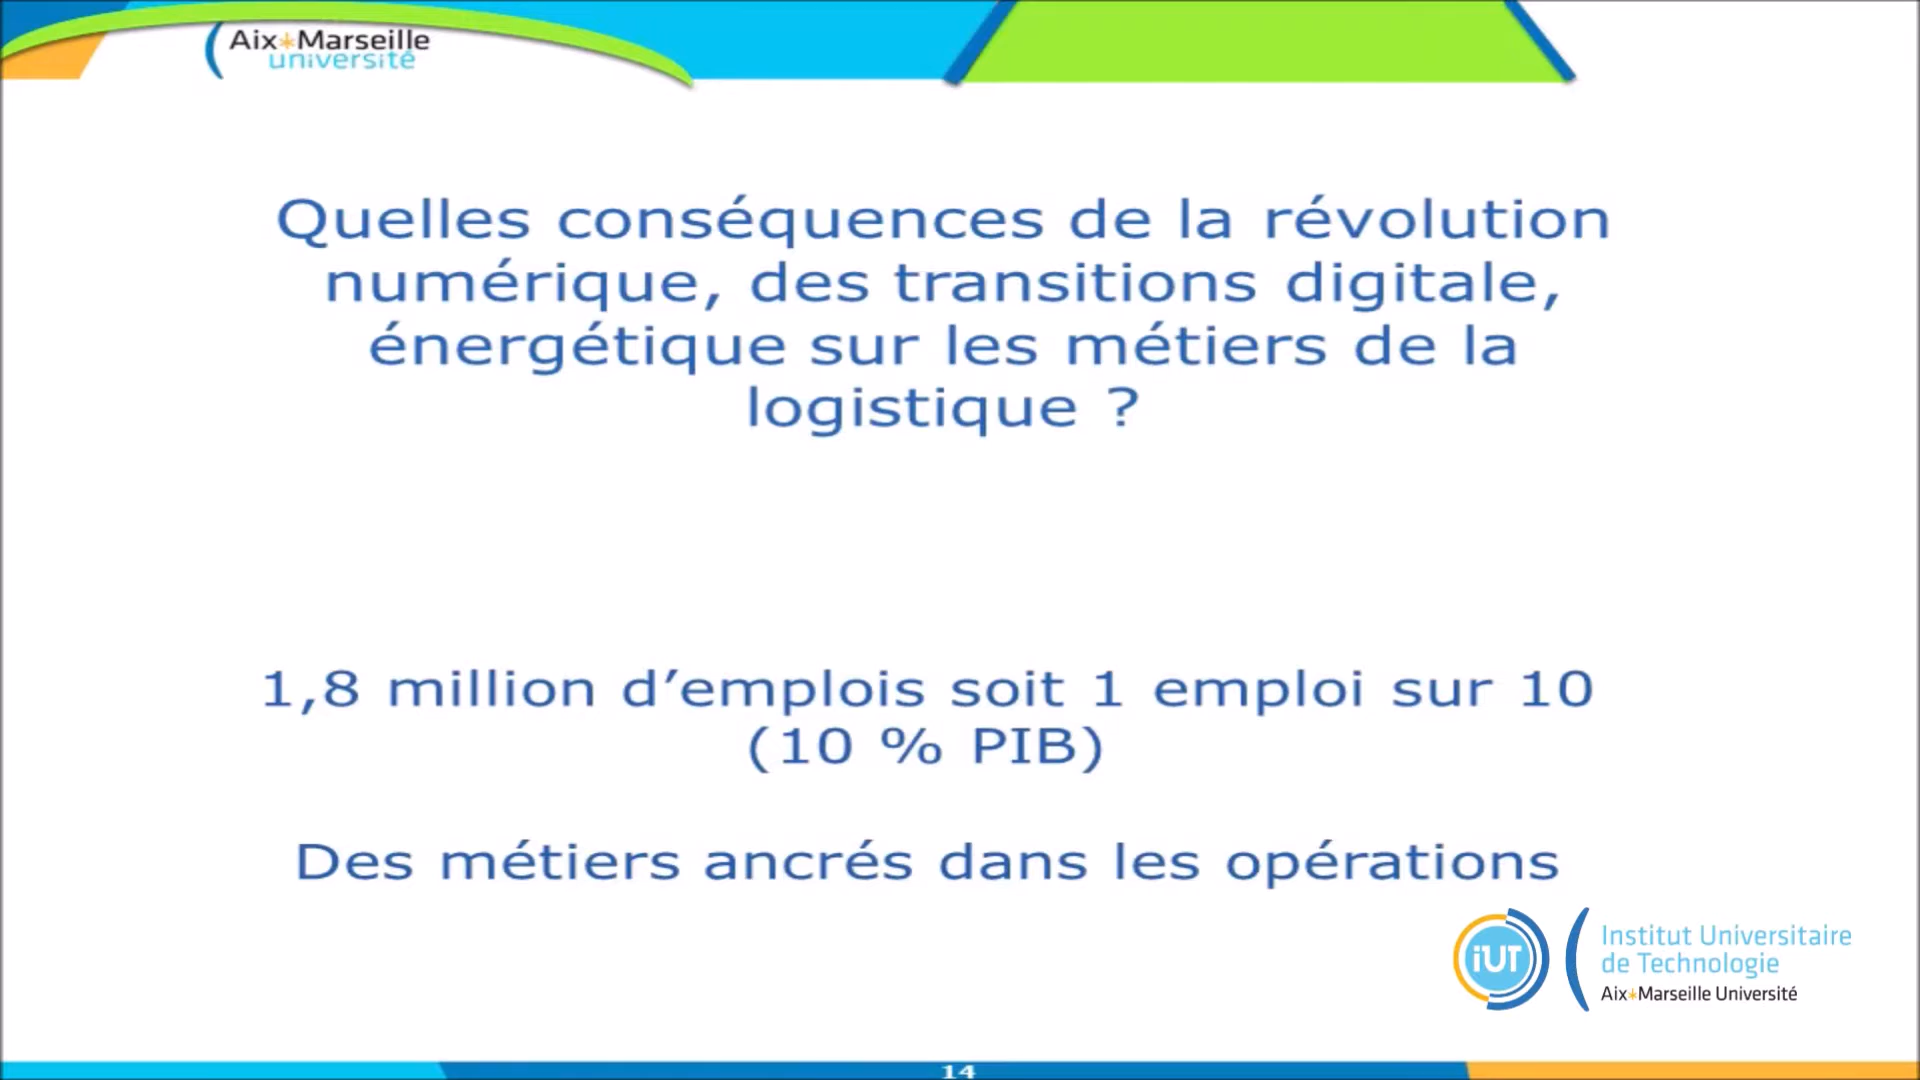 Aix*Marseille
université
Quelles conséquences de la révolution
numérique, des transitions digitale,
énergétique sur les métiers de la
logistique ?
1,8 million d’emplois soit 1 emploi sur 10
(10 % PIB)
Des métiers ancrés dans les opérations
iUT
Institut Universitaire
de Technologie
Aix*Marseille Université
14